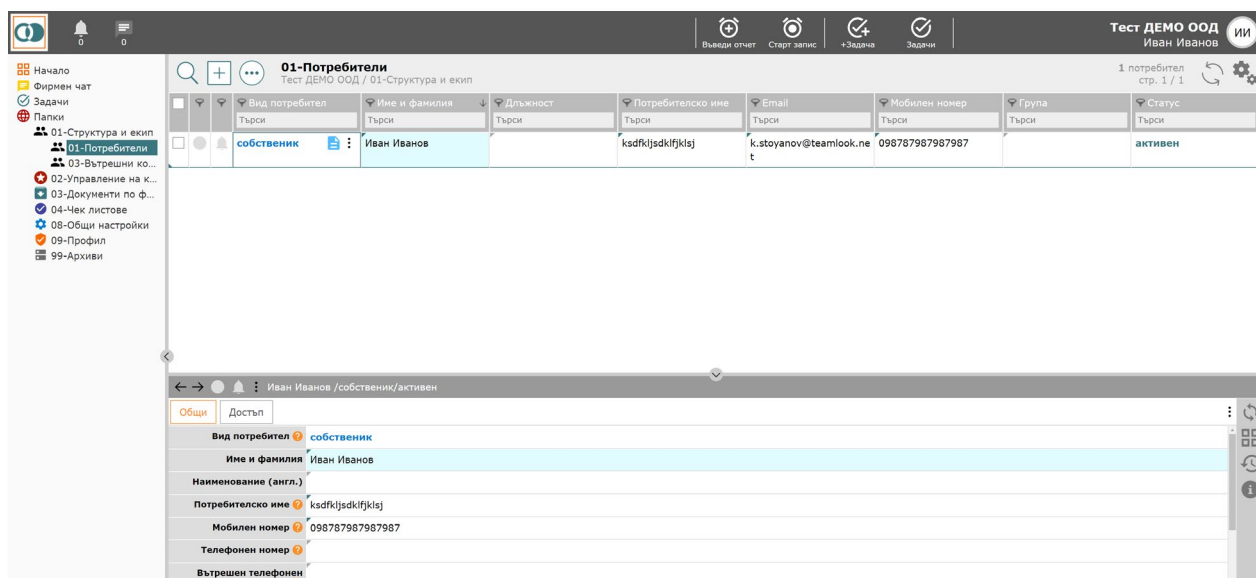 0
0
Въведи отчет
Старт запис
+Задача
Задачи
Тест ДЕМО ООД
Иван Иванов
ИИ
Начало
Фирмен чат
Задачи
Папки
01-Структура и екип
01-Потребители
03-Вътрешни ко...
02-Управление на к...
03-Документи по ф...
04-Чек листове
08-Общи настройки
09-Профил
99-Архиви
01-Потребители
Тест ДЕМО ООД / 01-Структура и екип
1 потребител
стр. 1 / 1
Вид потребител Име и фамилия Длъжност Потребителско име Email Мобилен номер Група Статус
Търси Търси Търси Търси Търси Търси Търси Търси
собственик Иван Иванов ksdfkljsdklfjklsj k.stoyanov@teamlook.ne 098787987987987 активен
t
Иван Иванов /собственик/активен
Общи Достъп
Вид потребител ? собственик
Име и фамилия Иван Иванов
Наименование (англ.)
Потребителско име ? ksdfkljsdklfjklsj
Мобилен номер ? 098787987987987
Телефонен номер ?
Вътрешен телефонен